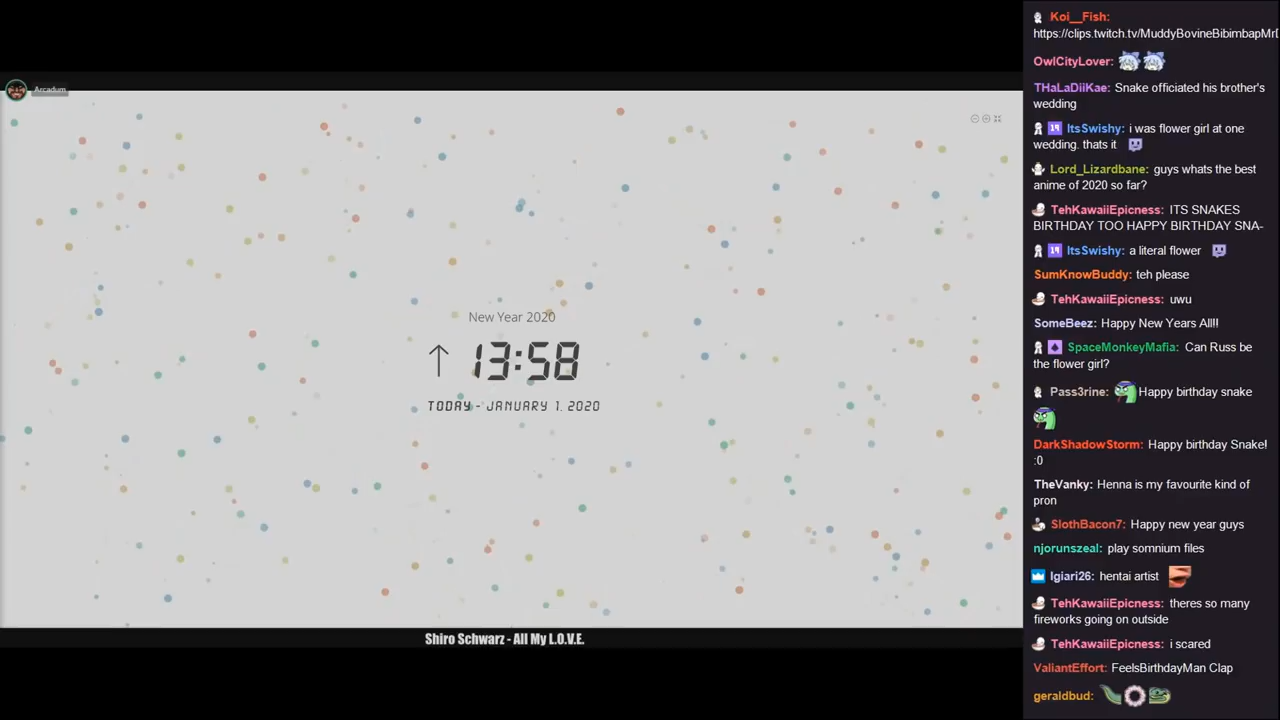 Arcadum
New Year 2020
↑ 13:58
TODAY - JANUARY 1, 2020
Shiro Schwarz - All My L.O.V.E.
Koi__Fish:
https://clips.twitch.tv/MuddyBovineBibimbapMr
OwlCityLover:
THaLaDiiKae: Snake officiated his brother's
wedding
ItsSwishy: i was flower girl at one
wedding. thats it
Lord_Lizardbane: guys whats the best
anime of 2020 so far?
TehKawaiiEpicness: ITS SNAKES
BIRTHDAY TOO HAPPY BIRTHDAY SNA-
ItsSwishy: a literal flower
SumKnowBuddy: teh please
TehKawaiiEpicness: uwu
SomeBeez: Happy New Years All!!
SpaceMonkeyMafia: Can Russ be
the flower girl?
Pass3rine: Happy birthday snake
DarkShadowStorm: Happy birthday Snake!
:0
TheVanky: Henna is my favourite kind of
pron
SlothBacon7: Happy new year guys
njorunszeal: play somnium files
Igiari26: hentai artist
TehKawaiiEpicness: theres so many
fireworks going on outside
TehKawaiiEpicness: i scared
ValiantEffort: FeelsBirthdayMan Clap
geraldbud: